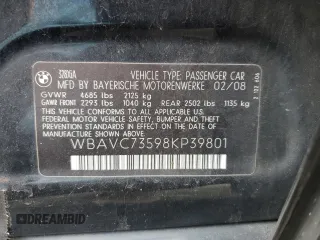 VEHICLE TYPE: PASSENGER CAR
MFD BY BAYERISCHE MOTORENWERKE 02/08
GVWR 4685 lbs 2125 kg
GAWR FRONT 2293 lbs 1040 kg REAR 2502 lbs 1135 kg
THIS VEHICLE CONFORMS TO ALL APPLICABLE FEDERAL
MOTOR VEHICLE SAFETY, BUMPER, AND THEFT PREVENTION
STANDARDS IN EFFECT ON THE DATE OF
MANUFACTURE SHOWN ABOVE.
WBAVC73598KP39801
DREAMBID